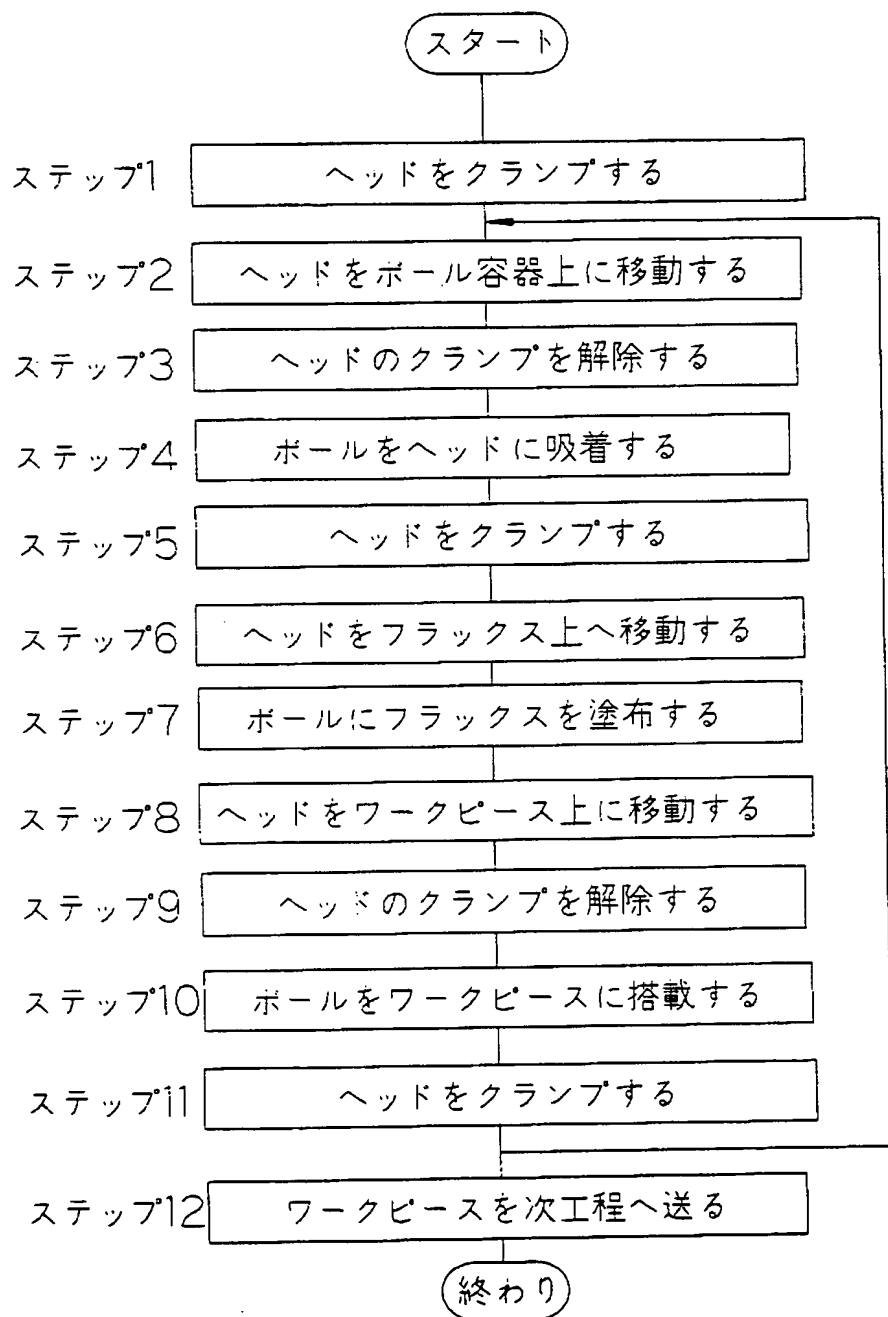 スタート
ステップ1 ヘッドをクランプする
ステップ2 ヘッドをボール容器上に移動する
ステップ3 ヘッドのクランプを解除する
ステップ4 ボールをヘッドに吸着する
ステップ5 ヘッドをクランプする
ステップ6 ヘッドをフラックス上へ移動する
ステップ7 ボールにフラックスを塗布する
ステップ8 ヘッドをワークピース上に移動する
ステップ9 ヘッドのクランプを解除する
ステップ10 ボールをワークピースに搭載する
ステップ11 ヘッドをクランプする
ステップ12 ワークピースを次工程へ送る
終わり